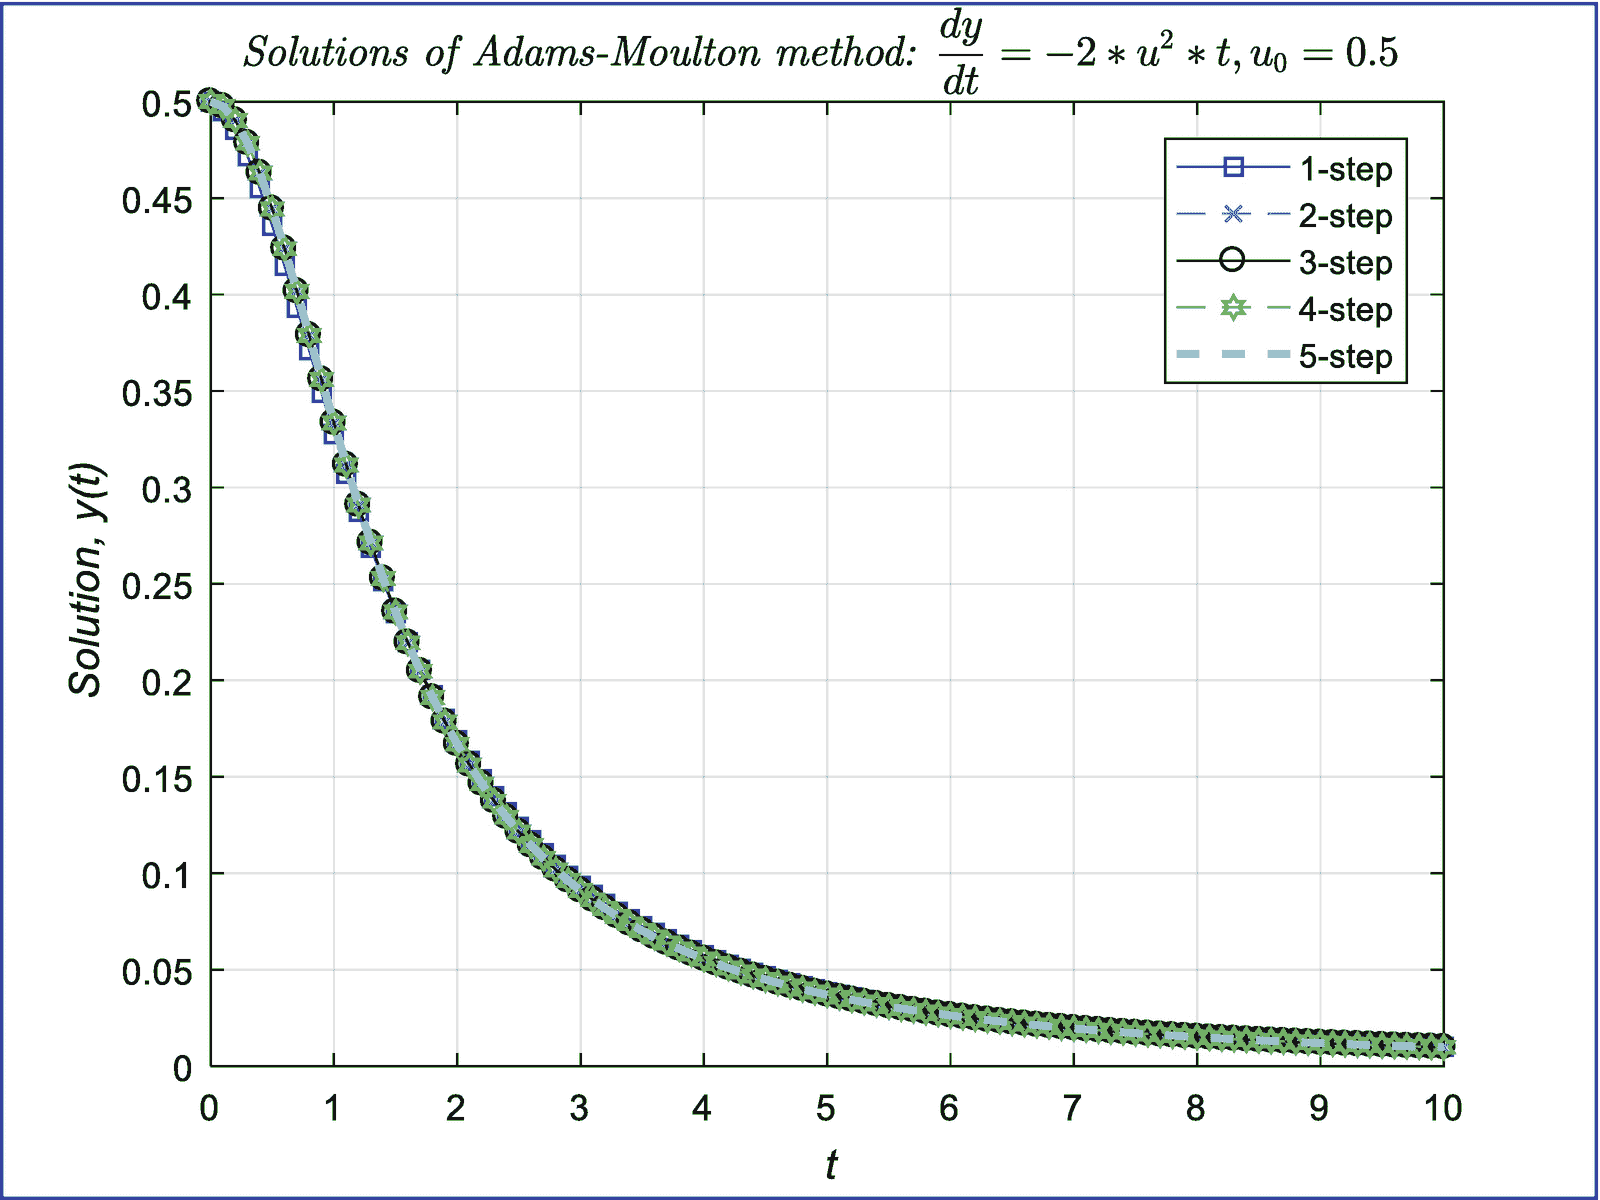 Solutions of Adams-Moulton method: dy/dt = −2 ∗ u² ∗ t, u₀ = 0.5
1-step
2-step
3-step
4-step
5-step
Solution, y(t)
0.5
0.45
0.4
0.35
0.3
0.25
0.2
0.15
0.1
0.05
0
0 1 2 3 4 5 6 7 8 9 10
t